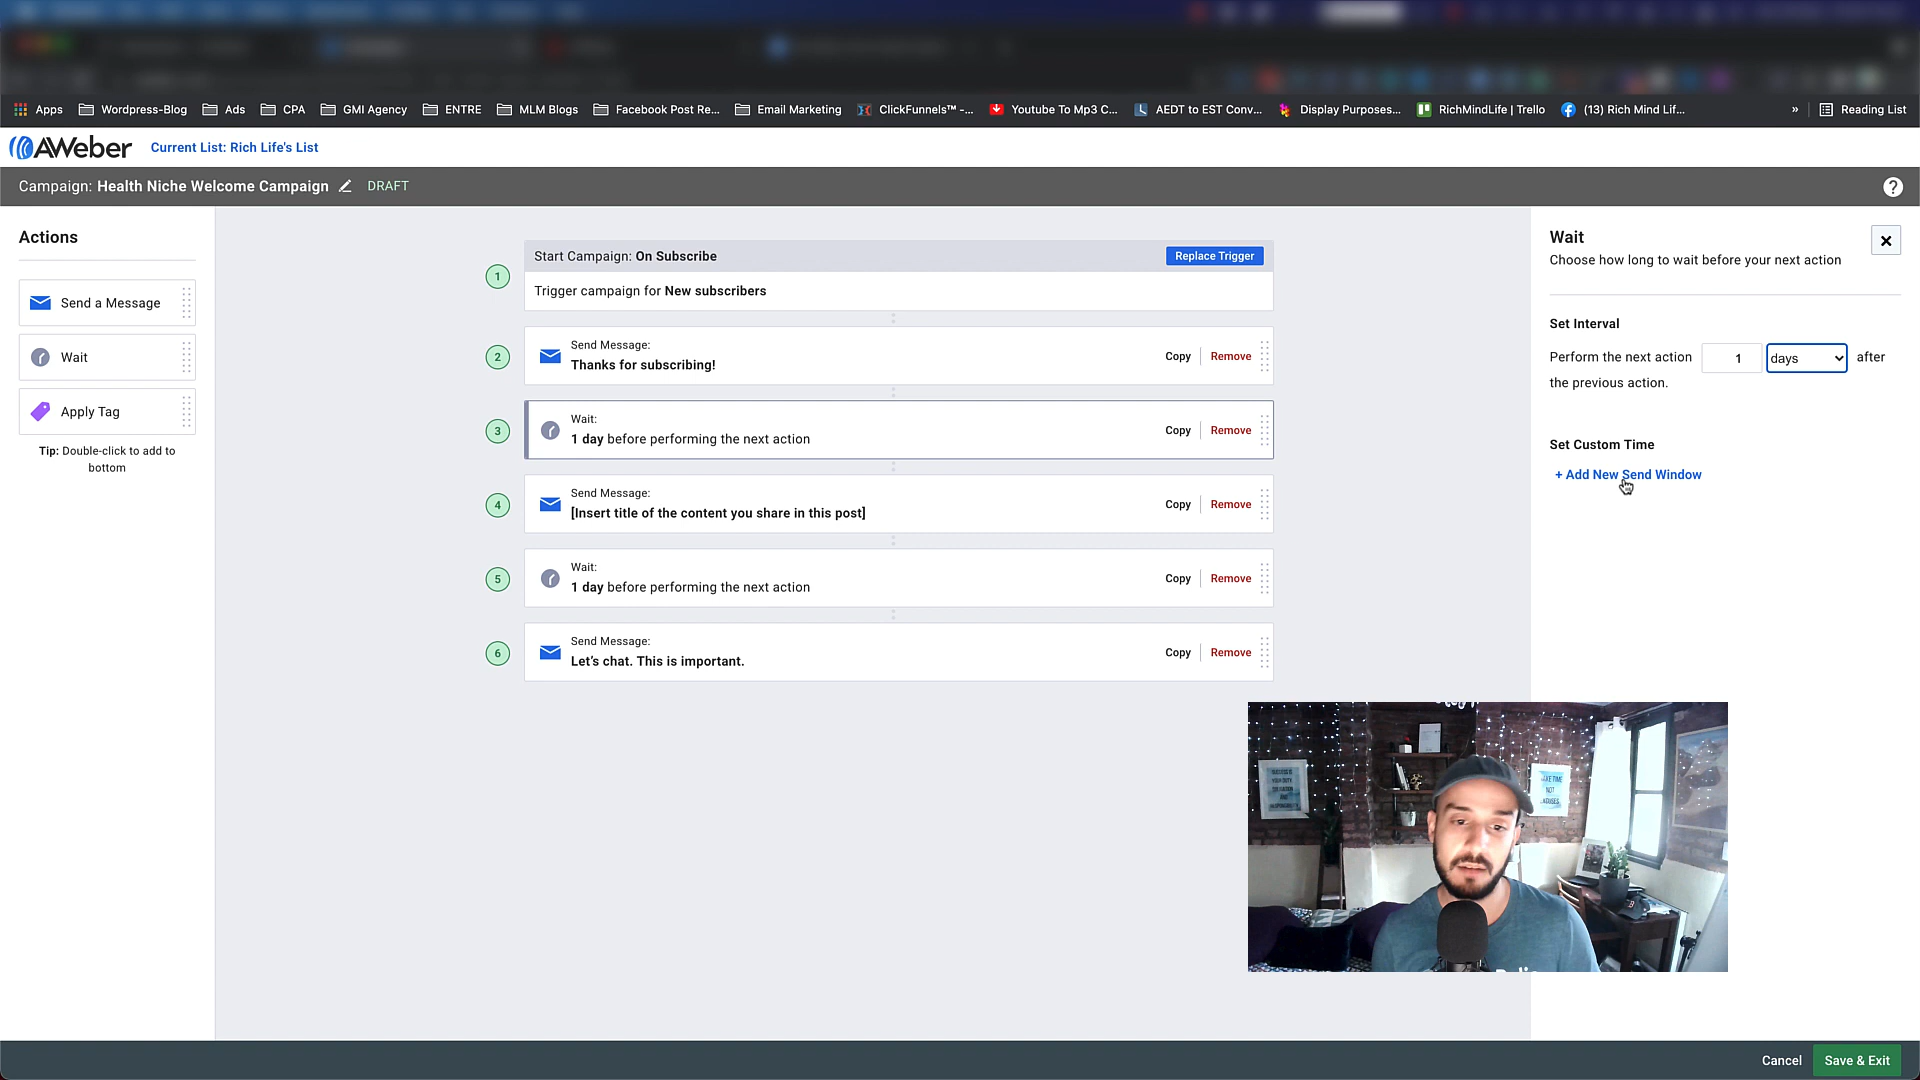 Apps
Wordpress-Blog
Ads
CPA
GMI Agency
ENTRE
MLM Blogs
Facebook Post Re...
Email Marketing
ClickFunnels™ -...
Youtube To Mp3 C...
AEDT to EST Conv...
Display Purposes...
RichMindLife | Trello
(13) Rich Mind Lif...
»
Reading List
AWeber
Current List: Rich Life's List
Campaign: Health Niche Welcome Campaign
DRAFT
?
Actions
Send a Message
Wait
Apply Tag
Tip: Double-click to add to
bottom
1
Start Campaign: On Subscribe
Replace Trigger
Trigger campaign for New subscribers
2
Send Message:
Thanks for subscribing!
Copy
Remove
3
Wait:
1 day before performing the next action
Copy
Remove
4
Send Message:
[Insert title of the content you share in this post]
Copy
Remove
5
Wait:
1 day before performing the next action
Copy
Remove
6
Send Message:
Let’s chat. This is important.
Copy
Remove
Wait
Choose how long to wait before your next action
Set Interval
Perform the next action 1 days after
the previous action.
Set Custom Time
+ Add New Send Window
Cancel
Save & Exit